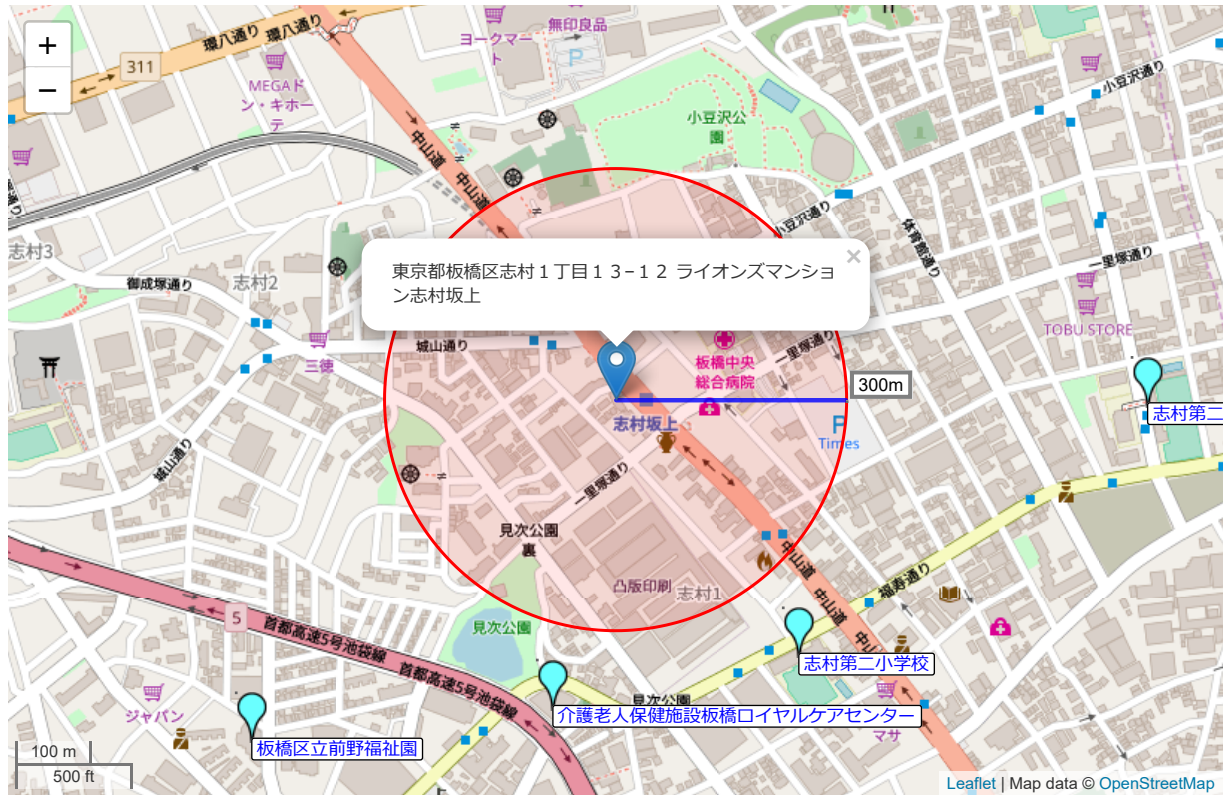 +
−
環八通り
環八通り
311
MEGAド
ン・キホー
テ
ヨークマー
ト
無印良品
P
小豆沢公
園
小豆沢通り
中山道
中山道
小豆沢通り
体育館通り
一里塚通り
志村3
御成塚通り
志村2
東京都板橋区志村1丁目13−12 ライオンズマンショ
ン志村坂上
×
TOBU STORE
三徳
城山通り
板橋中央
総合病院
一里塚通り
300m
志村坂上
P
Times
志村第二
城山通り
一里塚通り
見次公園
裏
凸版印刷
志村1
中山道
中山道
福寿通り
5
首都高速5号池袋線
首都高速5号池袋線
見次公園
志村第二小学校
見次公園
介護老人保健施設板橋ロイヤルケアセンター
マサ
ジャパン
板橋区立前野福祉園
100 m
500 ft
Leaflet | Map data © OpenStreetMap